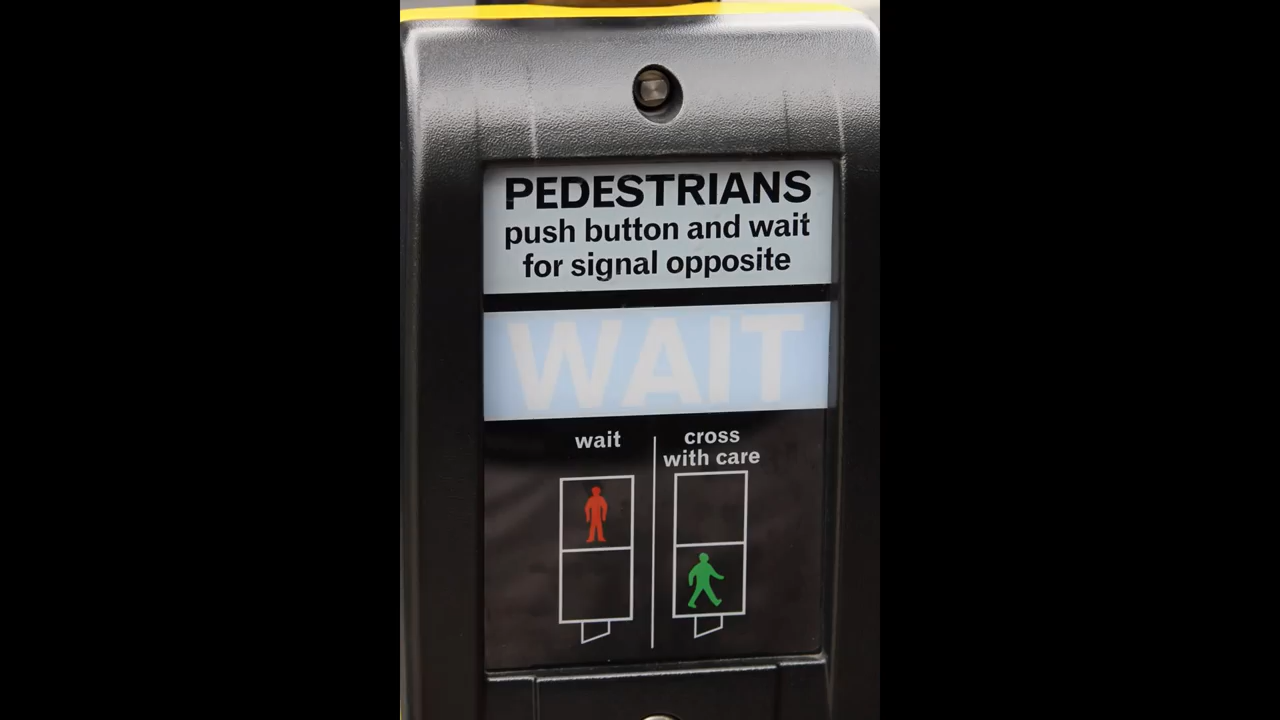 PEDESTRIANS
push button and wait
for signal opposite
WAIT
wait
cross
with care